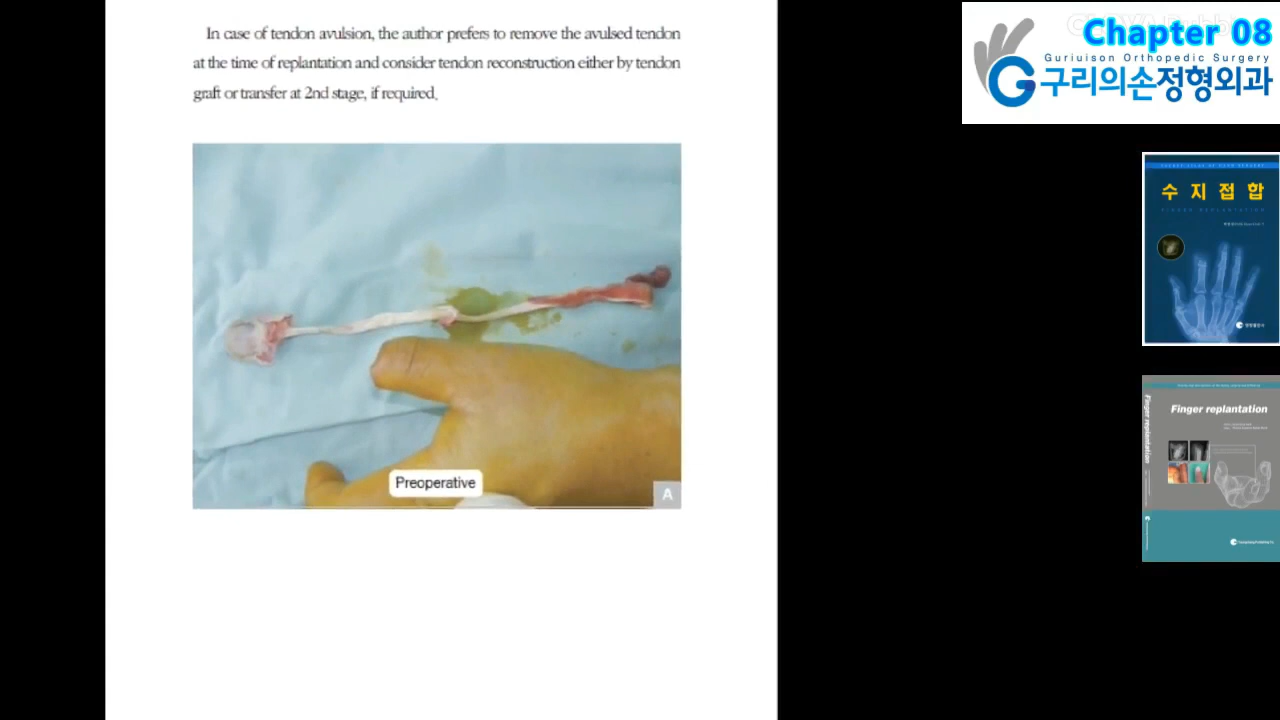 In case of tendon avulsion, the author prefers to remove the avulsed tendon
at the time of replantation and consider tendon reconstruction either by tendon
graft or transfer at 2nd stage, if required.
Preoperative
A
Chapter 08
Guriuison Orthopedic Surgery
구리의손정형외과
수지접합
FINGER REPLANTATION
Finger replantation
Finger replantation